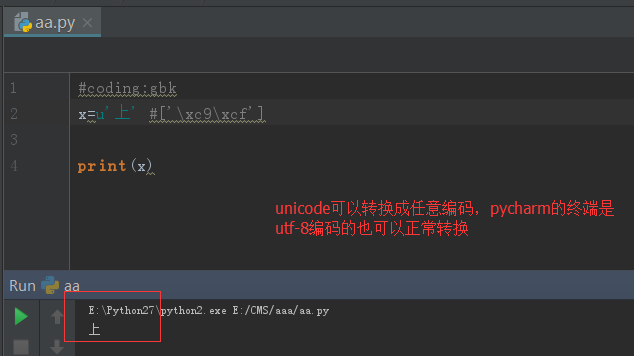 aa.py
1 #coding:gbk
2 x=u'上' #['\xc9\xcf']
3
4 print(x)
unicode可以转换成任意编码，pycharm的终端是
utf-8编码的也可以正常转换
Run aa
E:\Python27\python2.exe E:/CMS/aaa/aa.py
上